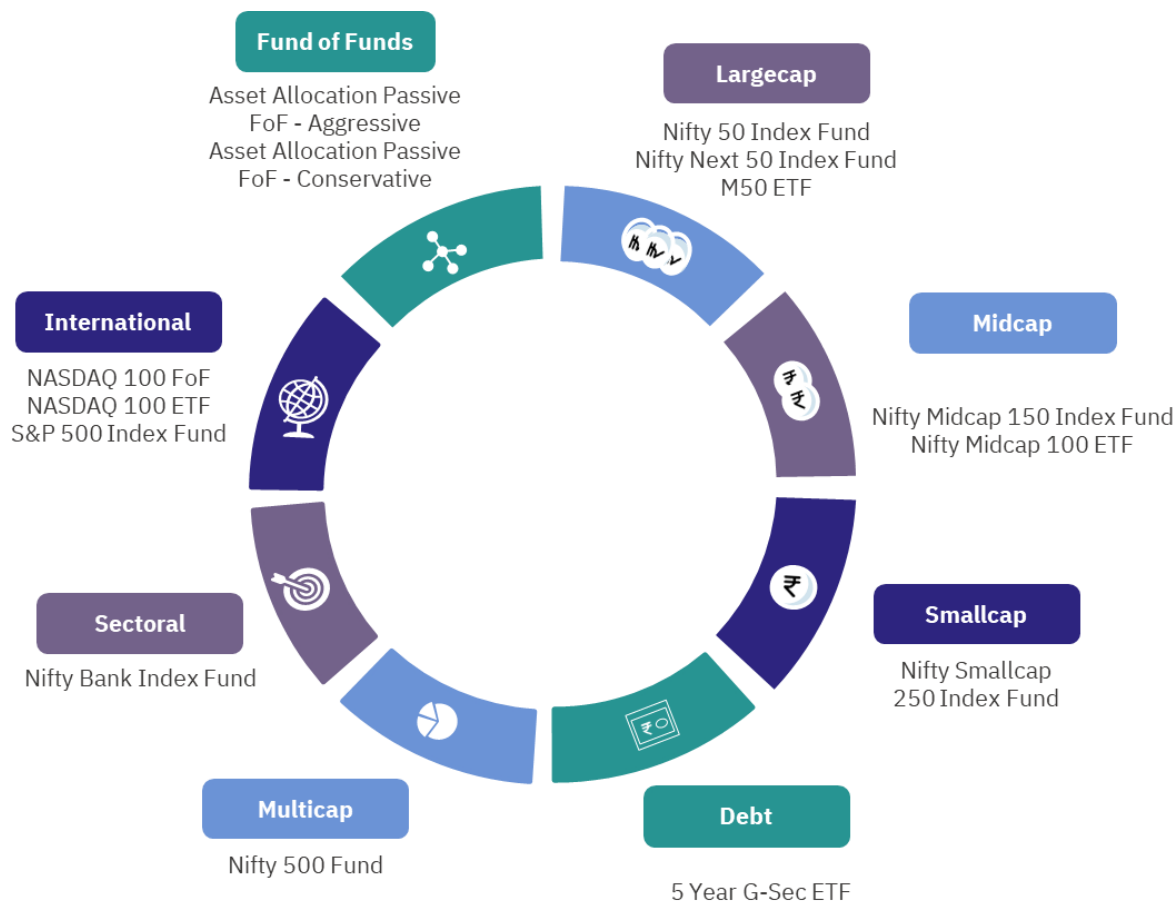 Fund of Funds
Asset Allocation Passive
FoF - Aggressive
Asset Allocation Passive
FoF - Conservative
Largecap
Nifty 50 Index Fund
Nifty Next 50 Index Fund
M50 ETF
Midcap
Nifty Midcap 150 Index Fund
Nifty Midcap 100 ETF
Smallcap
Nifty Smallcap
250 Index Fund
Debt
5 Year G-Sec ETF
Multicap
Nifty 500 Fund
Sectoral
Nifty Bank Index Fund
International
NASDAQ 100 FoF
NASDAQ 100 ETF
S&P 500 Index Fund